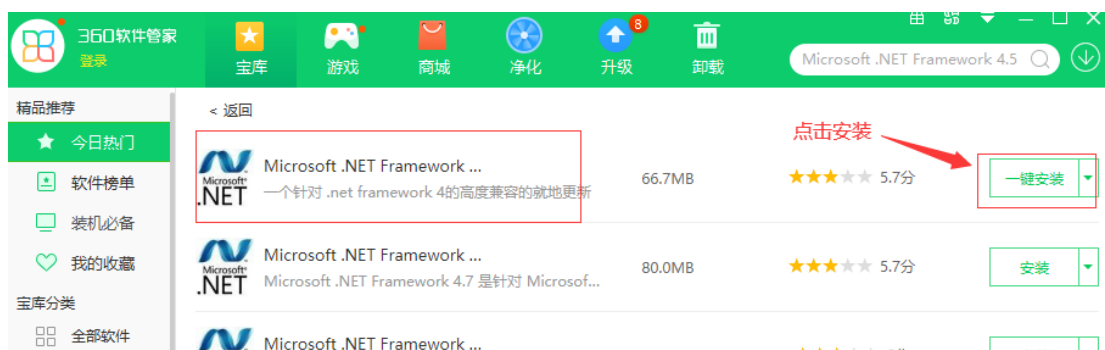 360软件管家
登录
宝库
游戏
商城
净化
8
升级
卸载
Microsoft .NET Framework 4.5
精品推荐
今日热门
软件榜单
装机必备
我的收藏
宝库分类
全部软件
< 返回
点击安装
Microsoft .NET
Microsoft .NET Framework ...
一个针对 .net framework 4的高度兼容的就地更新
66.7MB
5.7分
一键安装
Microsoft .NET
Microsoft .NET Framework ...
Microsoft .NET Framework 4.7 是针对 Microsof...
80.0MB
5.7分
安装
Microsoft .NET Framework ...